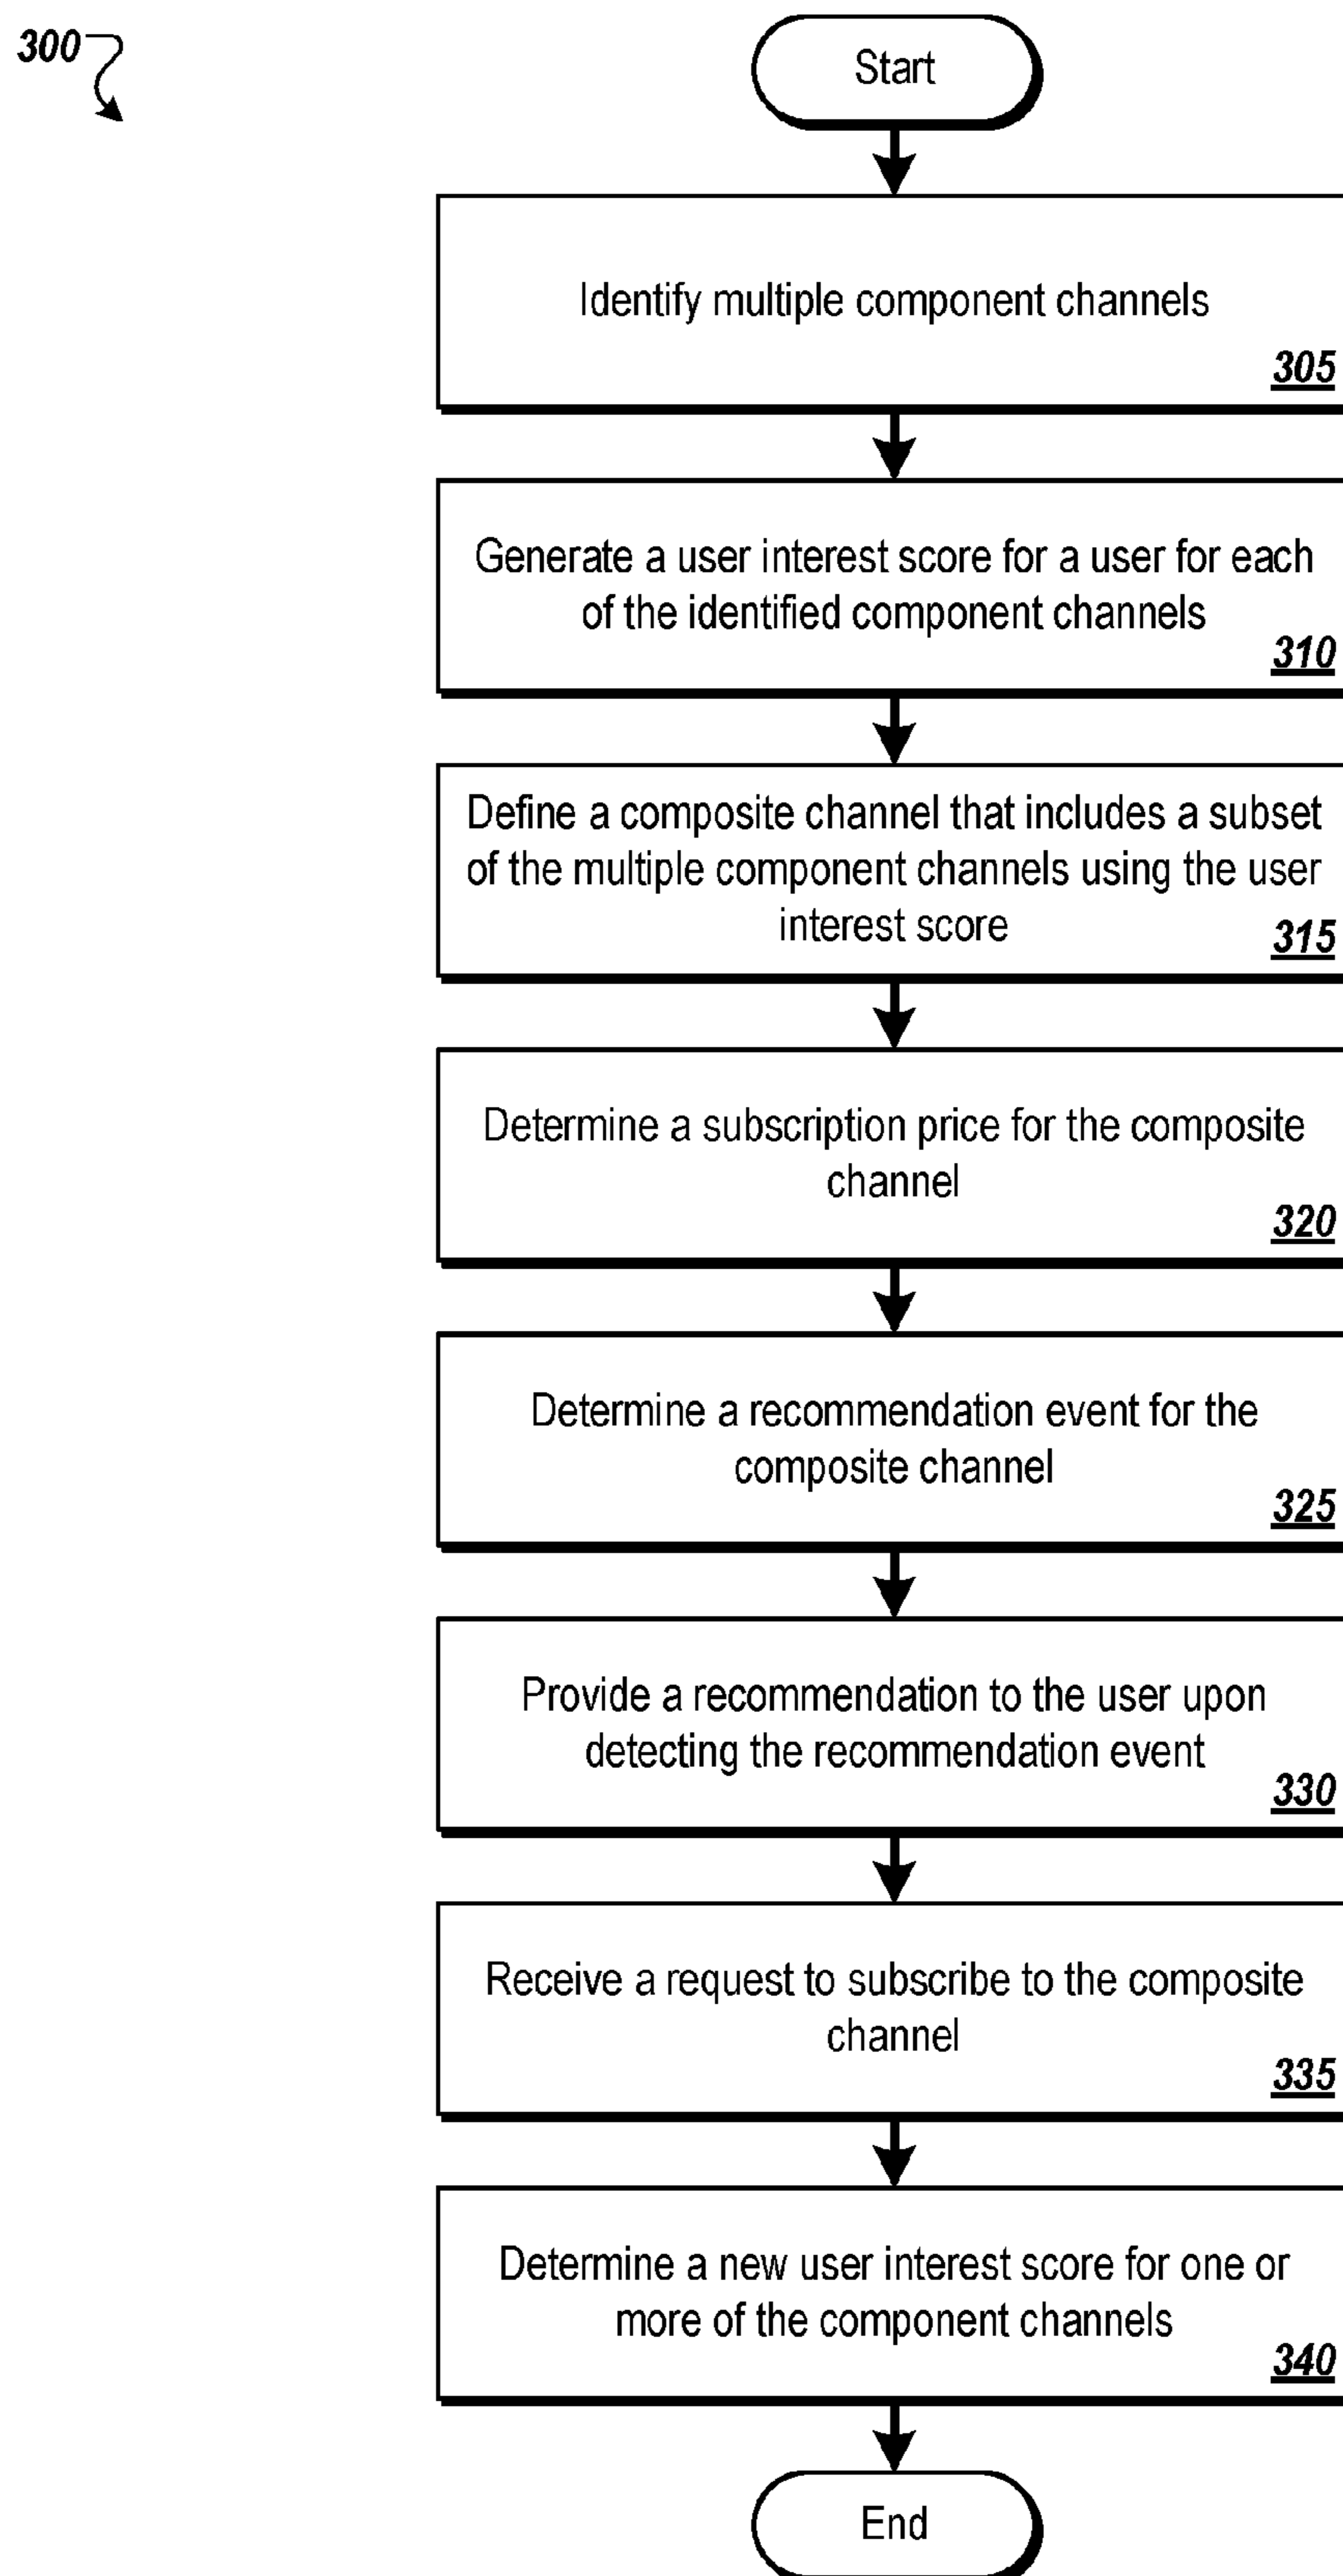 300
Start
Identify multiple component channels
305
Generate a user interest score for a user for each
of the identified component channels
310
Define a composite channel that includes a subset
of the multiple component channels using the user
interest score
315
Determine a subscription price for the composite
channel
320
Determine a recommendation event for the
composite channel
325
Provide a recommendation to the user upon
detecting the recommendation event
330
Receive a request to subscribe to the composite
channel
335
Determine a new user interest score for one or
more of the component channels
340
End